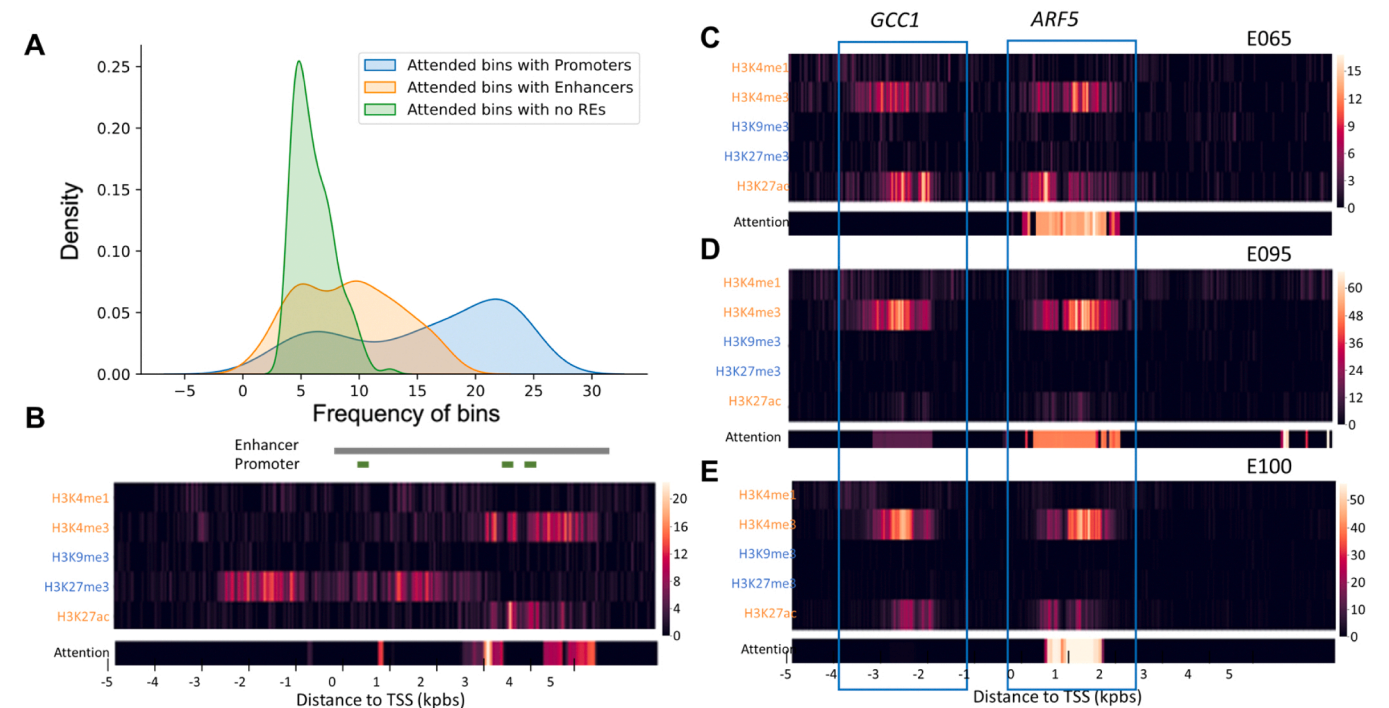 A
0.25
0.20
0.15
0.10
0.05
0.00
Density
−5 0 5 10 15 20 25 30
Frequency of bins
Attended bins with Promoters
Attended bins with Enhancers
Attended bins with no REs
B
Enhancer
Promoter
H3K4me1
H3K4me3
H3K9me3
H3K27me3
H3K27ac
Attention
20
16
12
8
4
0
-5 -4 -3 -2 -1 0 1 2 3 4 5
Distance to TSS (kpbs)
GCC1 ARF5
C
E065
H3K4me1
H3K4me3
H3K9me3
H3K27me3
H3K27ac
Attention
15
12
9
6
3
0
D
E095
H3K4me1
H3K4me3
H3K9me3
H3K27me3
H3K27ac
Attention
60
48
36
24
12
0
E
E100
H3K4me1
H3K4me3
H3K9me3
H3K27me3
H3K27ac
Attention
50
40
30
20
10
0
-5 -4 -3 -2 -1 0 1 2 3 4 5
Distance to TSS (kpbs)